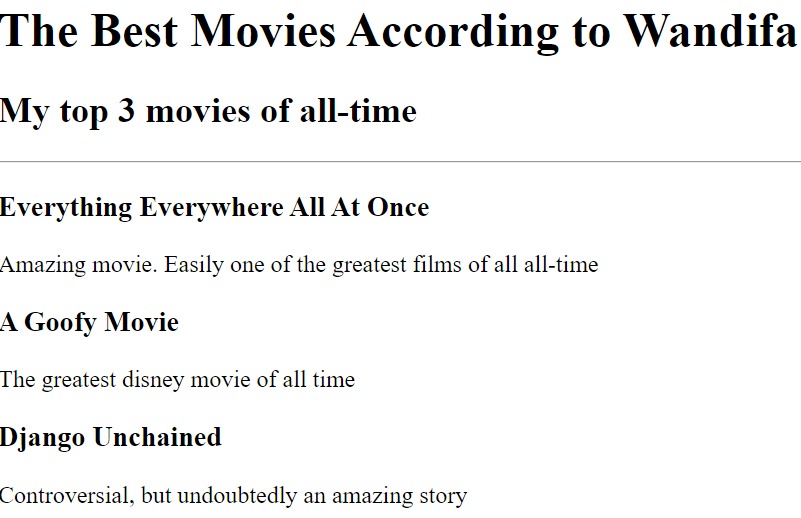 The Best Movies According to Wandifa
My top 3 movies of all-time
Everything Everywhere All At Once
Amazing movie. Easily one of the greatest films of all all-time
A Goofy Movie
The greatest disney movie of all time
Django Unchained
Controversial, but undoubtedly an amazing story